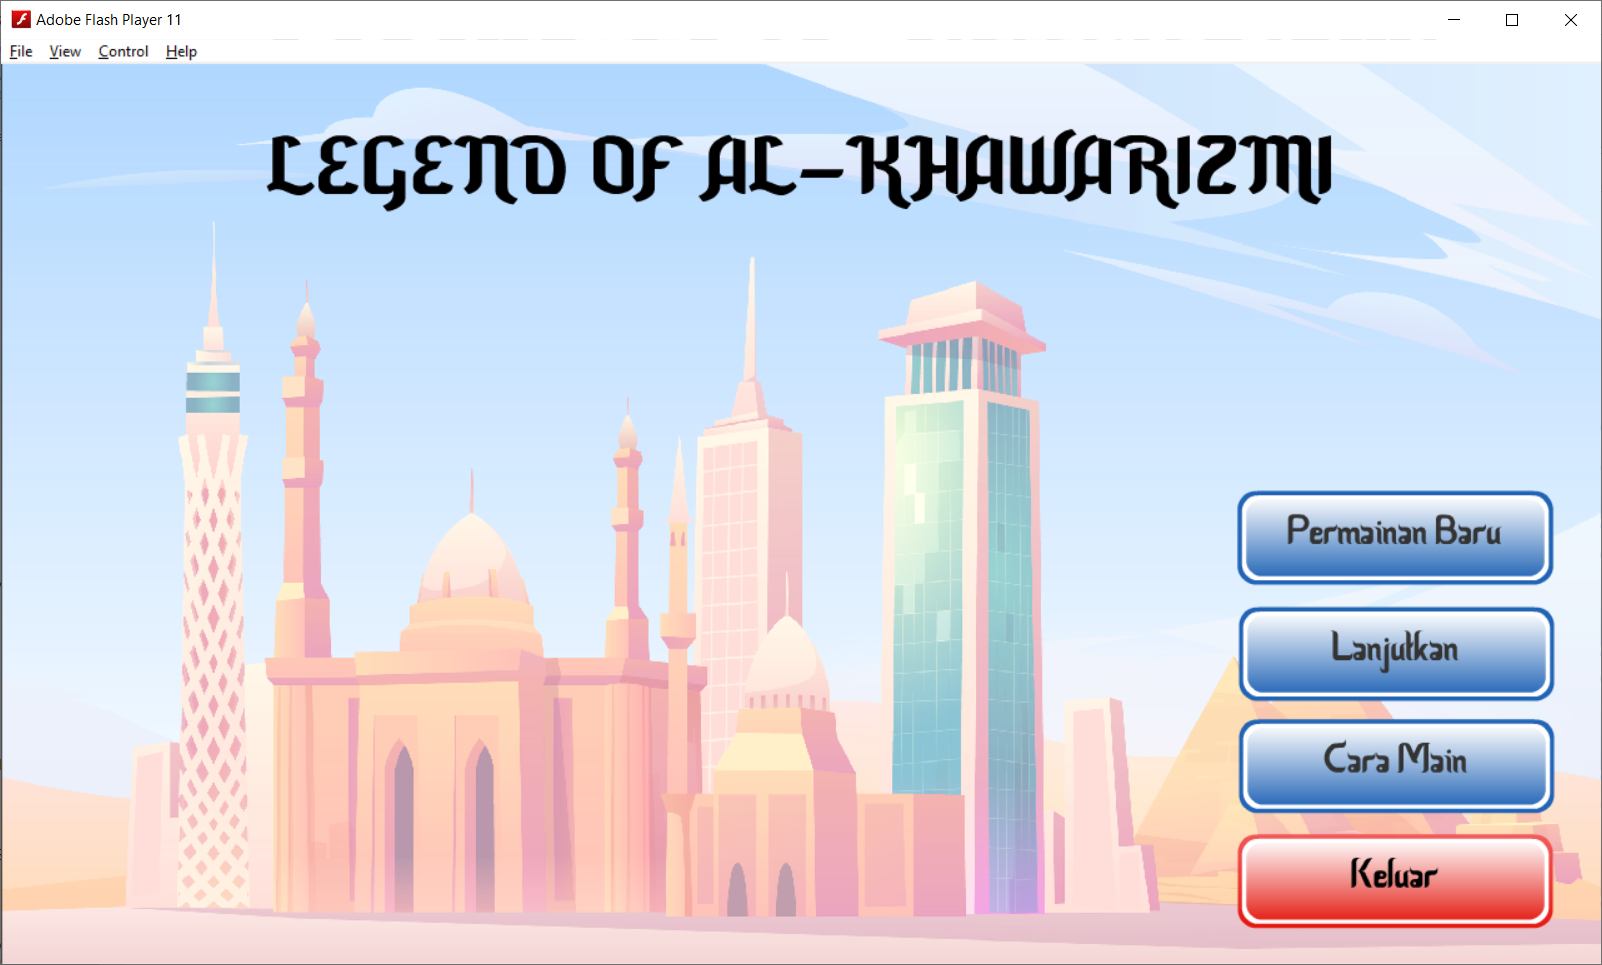 Adobe Flash Player 11
File View Control Help
LEGEND OF AL-KHAWARIZMI
Permainan Baru
Lanjutkan
Cara Main
Keluar